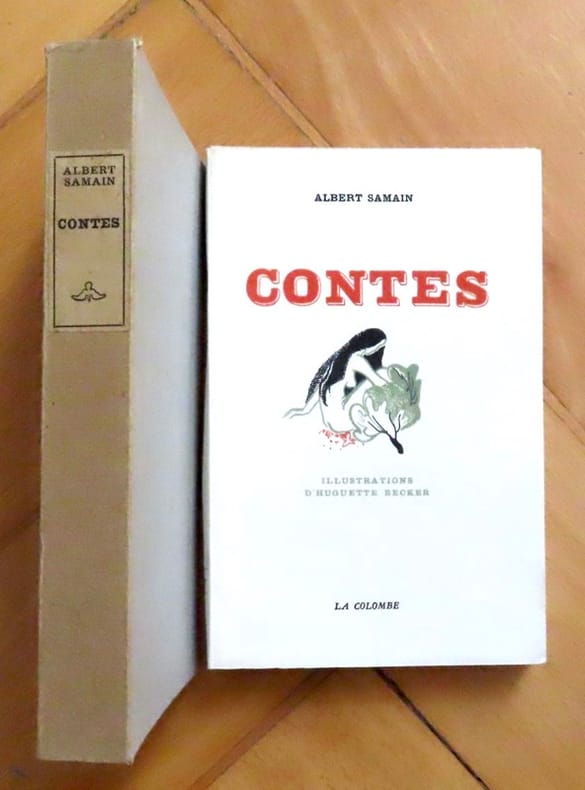 ALBERT
SAMAIN
CONTES
ALBERT SAMAIN
CONTES
ILLUSTRATIONS
D'HUGUETTE BECKER
LA COLOMBE